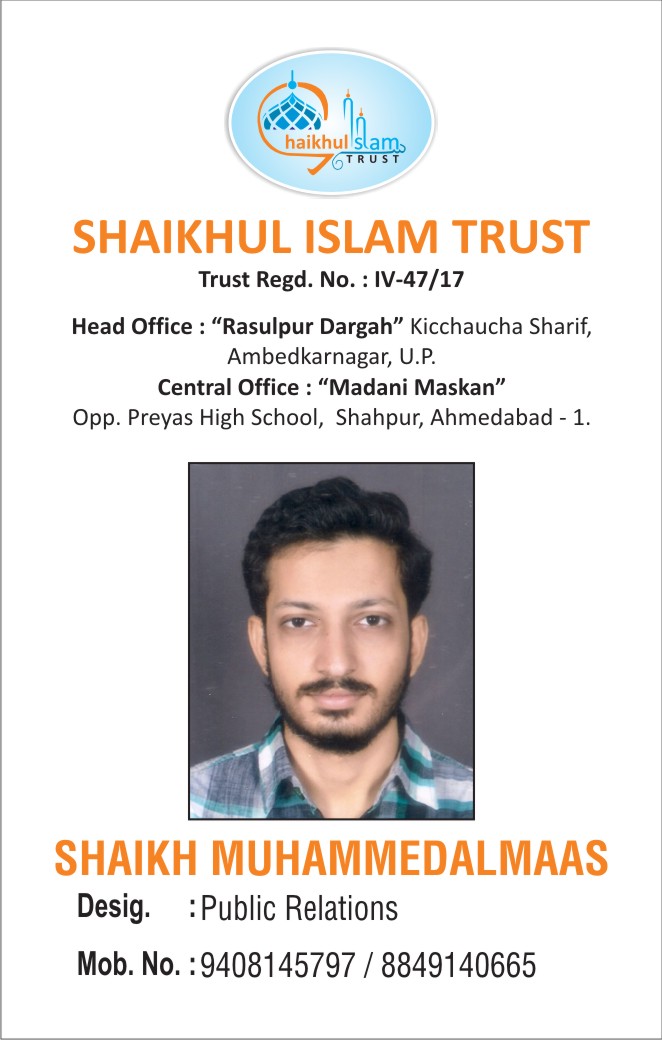 haikhul Islam
TRUST
SHAIKHUL ISLAM TRUST
Trust Regd. No. : IV-47/17
Head Office : “Rasulpur Dargah” Kicchaucha Sharif,
Ambedkarnagar, U.P.
Central Office : “Madani Maskan”
Opp. Preyas High School, Shahpur, Ahmedabad - 1.
SHAIKH MUHAMMEDALMAAS
Desig. : Public Relations
Mob. No. : 9408145797 / 8849140665